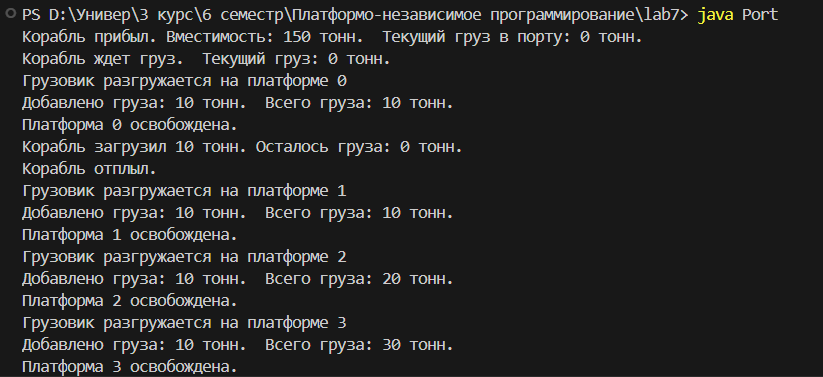 PS D:\Универ\3 курс\6 семестр\Платформо-независимое программирование\lab7> java Port
Корабль прибыл. Вместимость: 150 тонн.  Текущий груз в порту: 0 тонн.
Корабль ждет груз.  Текущий груз: 0 тонн.
Грузовик разгружается на платформе 0
Добавлено груза: 10 тонн.  Всего груза: 10 тонн.
Платформа 0 освобождена.
Корабль загрузил 10 тонн. Осталось груза: 0 тонн.
Корабль отплыл.
Грузовик разгружается на платформе 1
Добавлено груза: 10 тонн.  Всего груза: 10 тонн.
Платформа 1 освобождена.
Грузовик разгружается на платформе 2
Добавлено груза: 10 тонн.  Всего груза: 20 тонн.
Платформа 2 освобождена.
Грузовик разгружается на платформе 3
Добавлено груза: 10 тонн.  Всего груза: 30 тонн.
Платформа 3 освобождена.